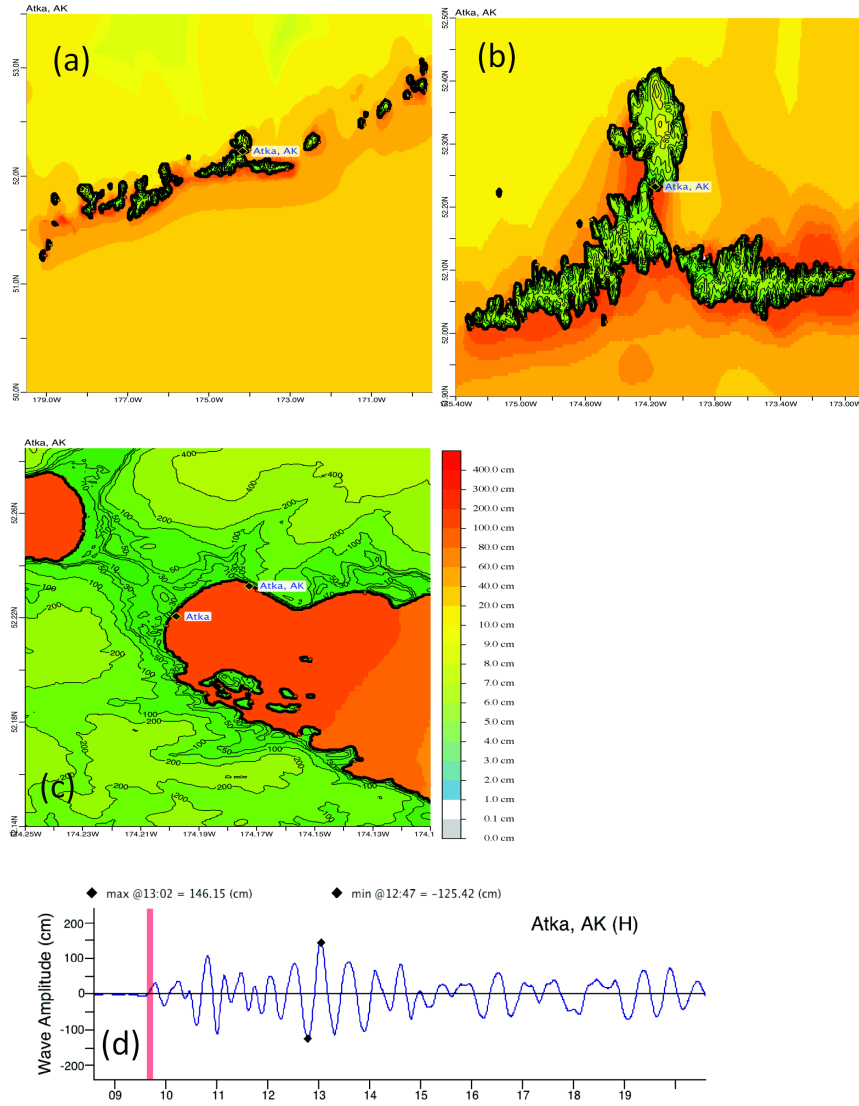 Atka, AK
(a)
53.0N
52.0N
51.0N
50.0N
Atka, AK
179.0W 177.0W 175.0W 173.0W 171.0W
Atka, AK
(b)
52.50N
52.40N
52.30N
52.20N
52.10N
52.00N
Atka, AK
175.40W 175.00W 174.60W 174.20W 173.80W 173.40W 173.00W
Atka, AK
(c)
52.26N
52.22N
52.18N
52.14N
Atka, AK
Atka
174.25W 174.23W 174.21W 174.19W 174.17W 174.15W 174.13W 174.1
400.0 cm
300.0 cm
200.0 cm
100.0 cm
80.0 cm
60.0 cm
40.0 cm
20.0 cm
9.0 cm
8.0 cm
7.0 cm
6.0 cm
5.0 cm
4.0 cm
3.0 cm
2.0 cm
1.0 cm
0.1 cm
0.0 cm
max @13:02 = 146.15 (cm)
min @12:47 = -125.42 (cm)
Atka, AK (H)
Wave Amplitude (cm)
200
100
0
-100
-200
(d)
09 10 11 12 13 14 15 16 17 18 19